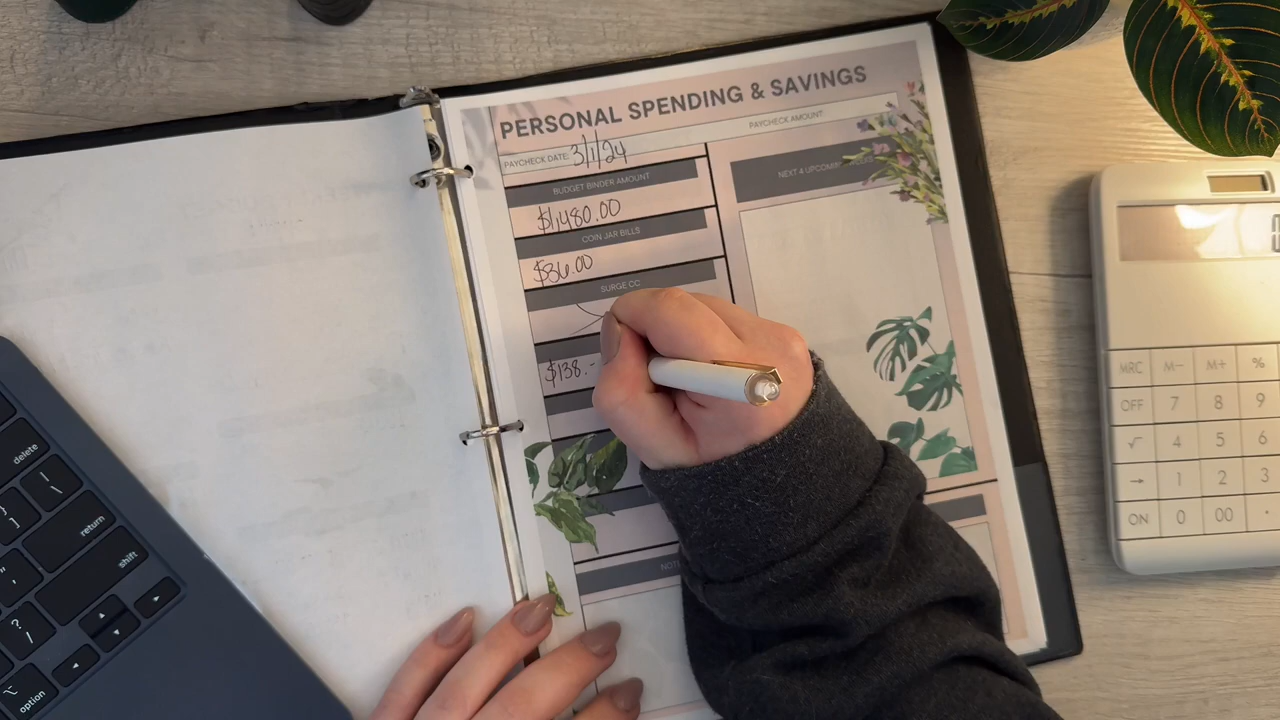 PERSONAL SPENDING & SAVINGS
PAYCHECK DATE: 3/1/24
PAYCHECK AMOUNT
BUDGET BINDER AMOUNT
$1,480.00
COIN JAR BILLS
$36.00
SURGE CC
$138.-
NEXT 4 UPCOMING
delete
return
shift
option
MRC M- M+ %
OFF 7 8 9
√ 4 5 6
→ 1 2 3
ON 0 00 .